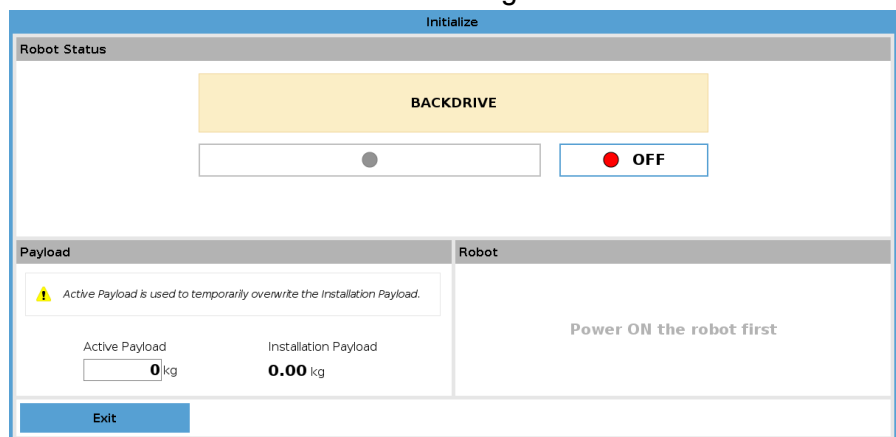 Initialize
Robot Status
BACKDRIVE
OFF
Payload
Active Payload is used to temporarily overwrite the Installation Payload.
Active Payload
Installation Payload
0 kg
0.00 kg
Robot
Power ON the robot first
Exit